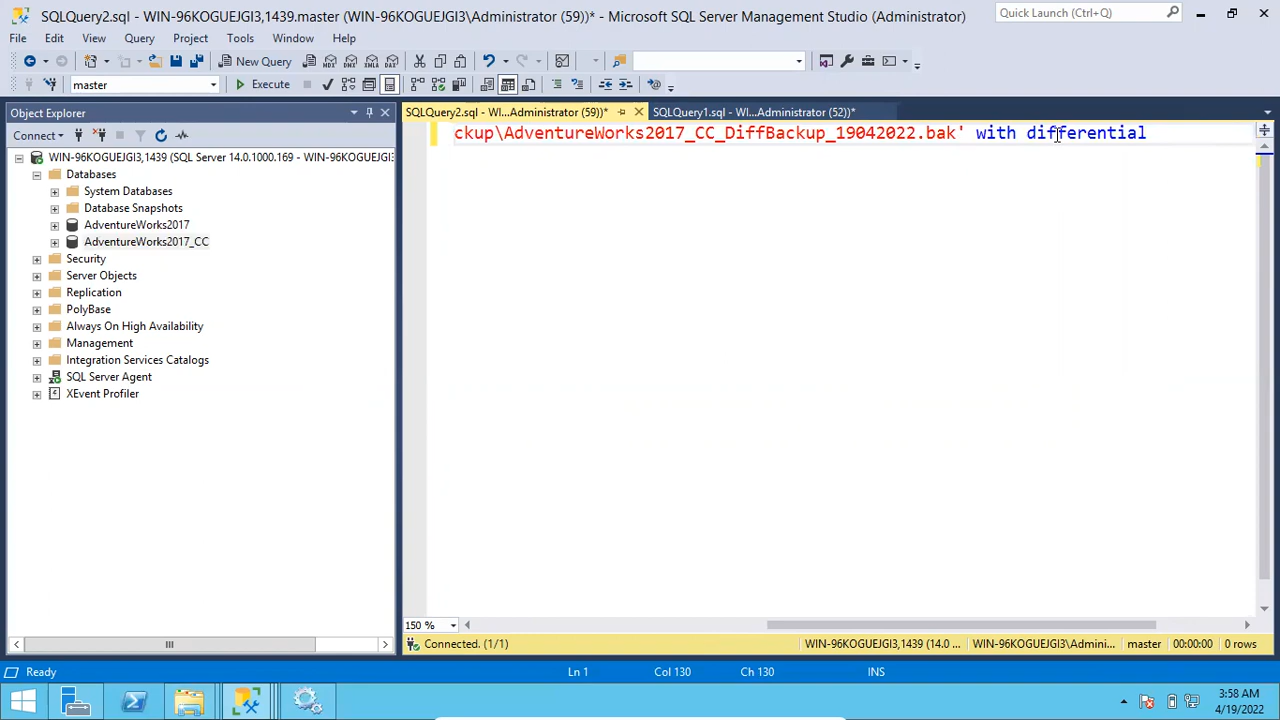 SQLQuery2.sql - WIN-96KOGUEJGI3,1439.master (WIN-96KOGUEJGI3\Administrator (59))* - Microsoft SQL Server Management Studio (Administrator)
Quick Launch (Ctrl+Q)
File Edit View Query Project Tools Window Help
New Query
MDX DMX XMLA DAX
master
Execute
Object Explorer
SQLQuery2.sql - WI...Administrator (59))*
SQLQuery1.sql - WI...Administrator (52))*
Connect
ckup\AdventureWorks2017_CC_DiffBackup_19042022.bak' with differential
WIN-96KOGUEJGI3,1439 (SQL Server 14.0.1000.169 - WIN-96KOGUEJGI3
Databases
System Databases
Database Snapshots
AdventureWorks2017
AdventureWorks2017_CC
Security
Server Objects
Replication
PolyBase
Always On High Availability
Management
Integration Services Catalogs
SQL Server Agent
XEvent Profiler
150 %
Connected. (1/1)
WIN-96KOGUEJGI3,1439 (14.0 ...
WIN-96KOGUEJGI3\Admini...
master
00:00:00
0 rows
Ready
Ln 1
Col 130
Ch 130
INS
3:58 AM
4/19/2022